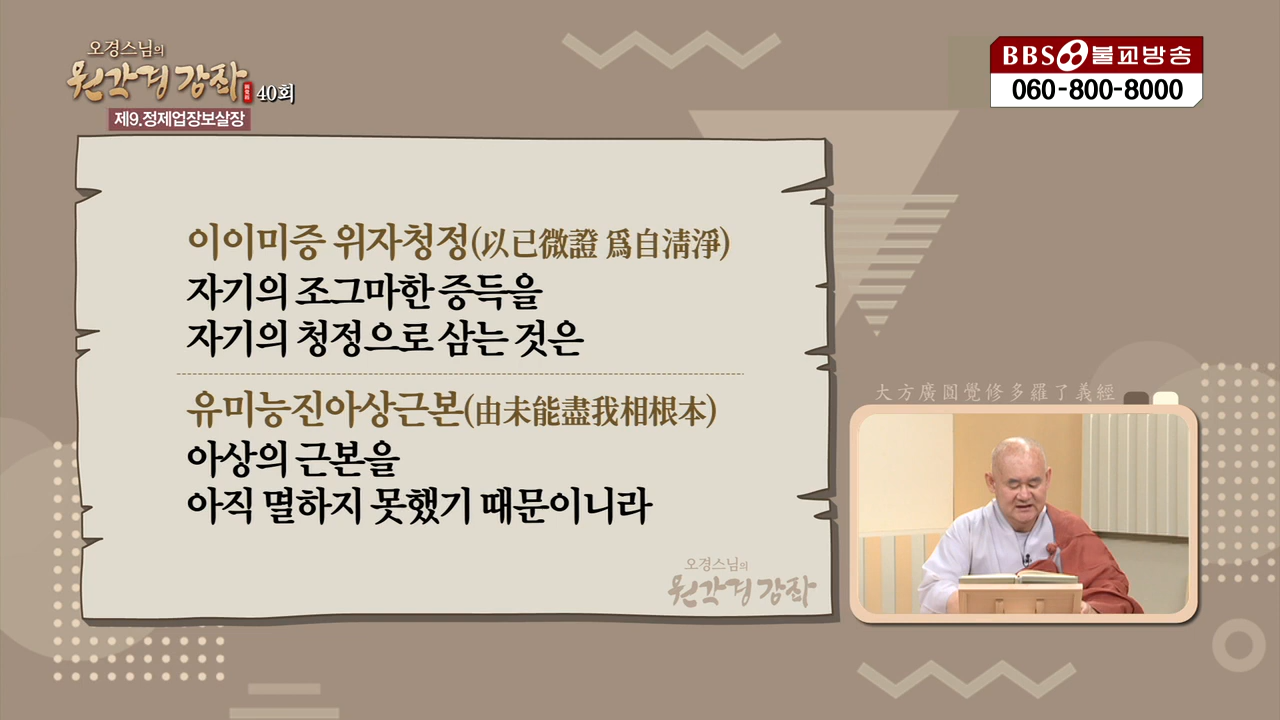 오경스님의
원각경 강좌 40회
제9.정제업장보살장
BBS 불교방송
060-800-8000
이이미증 위자청정(以已微證 爲自淸淨)
자기의 조그마한 증득을
자기의 청정으로 삼는 것은
유미능진아상근본(由未能盡我相根本)
아상의 근본을
아직 멸하지 못했기 때문이니라
오경스님의
원각경 강좌
大方廣圓覺修多羅了義經